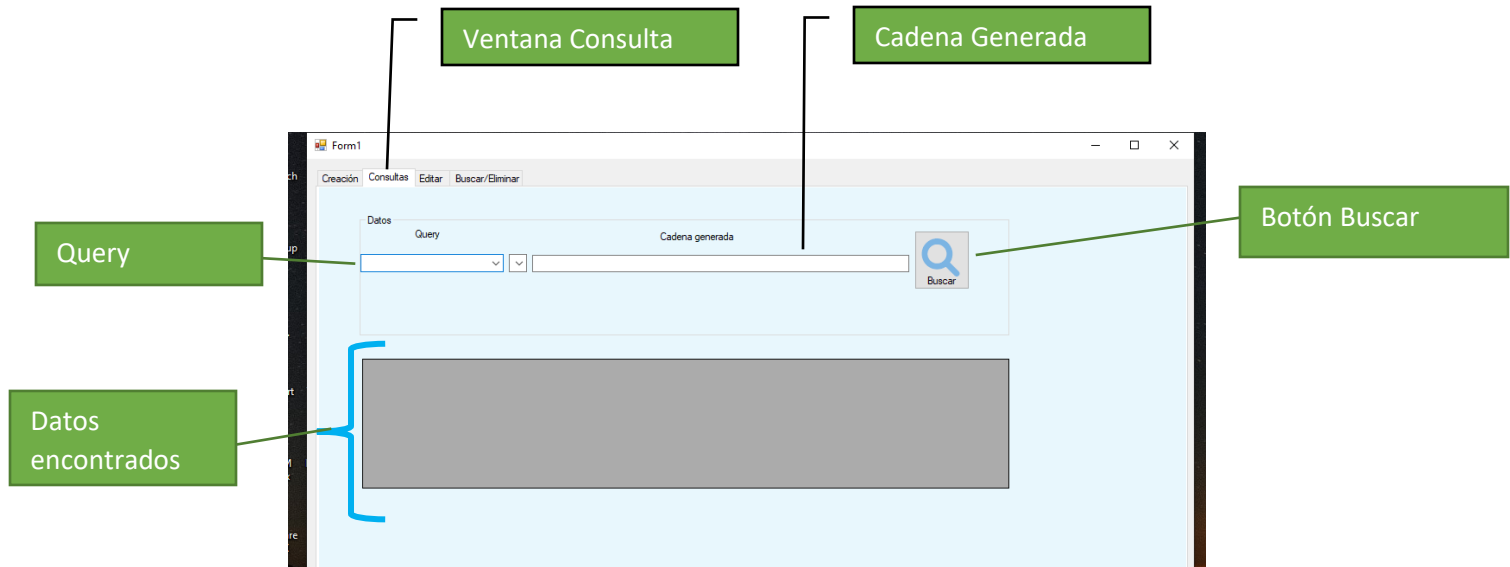 Ventana Consulta
Cadena Generada
Form1
Creación Consultas Editar Buscar/Eliminar
Botón Buscar
Datos
Query
Query
Cadena generada
Buscar
Datos
encontrados